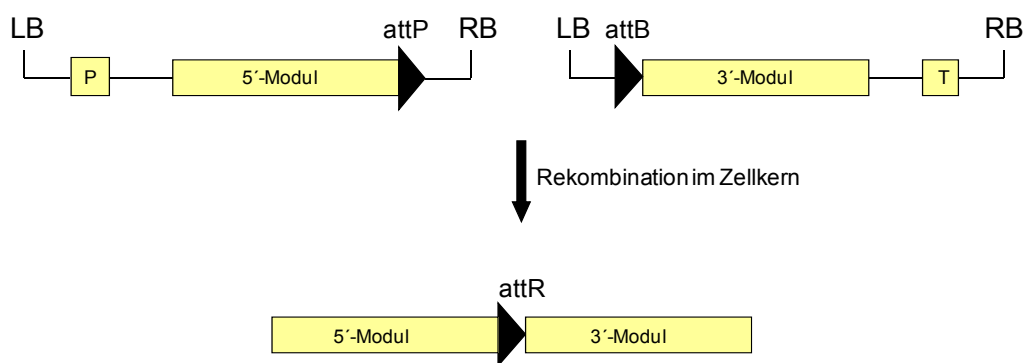 LB attP RB LB attB RB
P 5´-Modul 3´-Modul T
Rekombination im Zellkern
attR
5´-Modul 3´-Modul